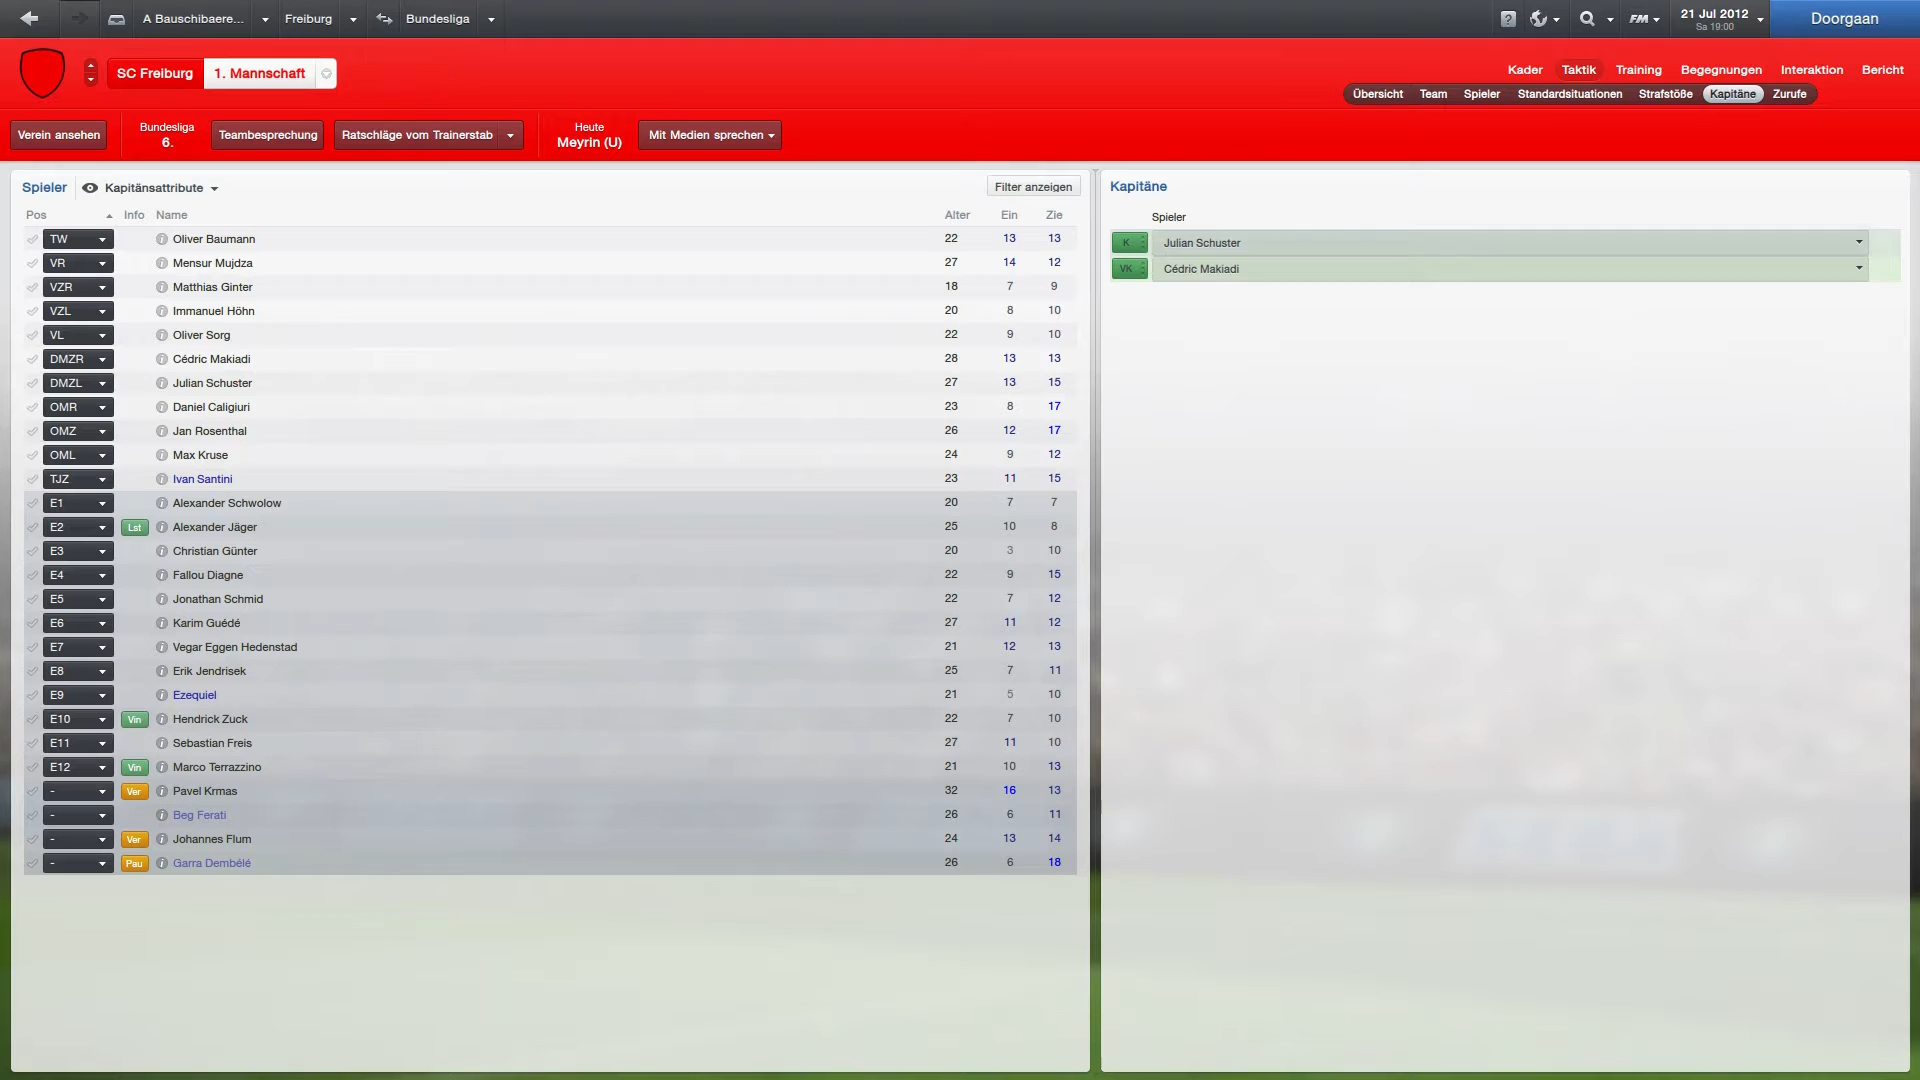 A Bauschibaere... Freiburg Bundesliga ? FM 21 Jul 2012 Sa 19:00 Doorgaan
SC Freiburg 1. Mannschaft
Kader Taktik Training Begegnungen Interaktion Bericht
Übersicht Team Spieler Standardsituationen Strafstöße Kapitäne Zurufe
Verein ansehen Bundesliga 6. Teambesprechung Ratschläge vom Trainerstab Heute Meyrin (U) Mit Medien sprechen
Spieler Kapitänsattribute Filter anzeigen
Pos Info Name Alter Ein Zie
TW Oliver Baumann 22 13 13
VR Mensur Mujdza 27 14 12
VZR Matthias Ginter 18 7 9
VZL Immanuel Höhn 20 8 10
VL Oliver Sorg 22 9 10
DMZR Cédric Makiadi 28 13 13
DMZL Julian Schuster 27 13 15
OMR Daniel Caligiuri 23 8 17
OMZ Jan Rosenthal 26 12 17
OML Max Kruse 24 9 12
TJZ Ivan Santini 23 11 15
E1 Alexander Schwolow 20 7 7
E2 Lst Alexander Jäger 25 10 8
E3 Christian Günter 20 3 10
E4 Fallou Diagne 22 9 15
E5 Jonathan Schmid 22 7 12
E6 Karim Guédé 27 11 12
E7 Vegar Eggen Hedenstad 21 12 13
E8 Erik Jendrisek 25 7 11
E9 Ezequiel 21 5 10
E10 Vin Hendrick Zuck 22 7 10
E11 Sebastian Freis 27 11 10
E12 Vin Marco Terrazzino 21 10 13
- Ver Pavel Krmas 32 16 13
- Beg Ferati 26 6 11
- Ver Johannes Flum 24 13 14
- Pau Garra Dembélé 26 6 18
Kapitäne
Spieler
K Julian Schuster
VK Cédric Makiadi